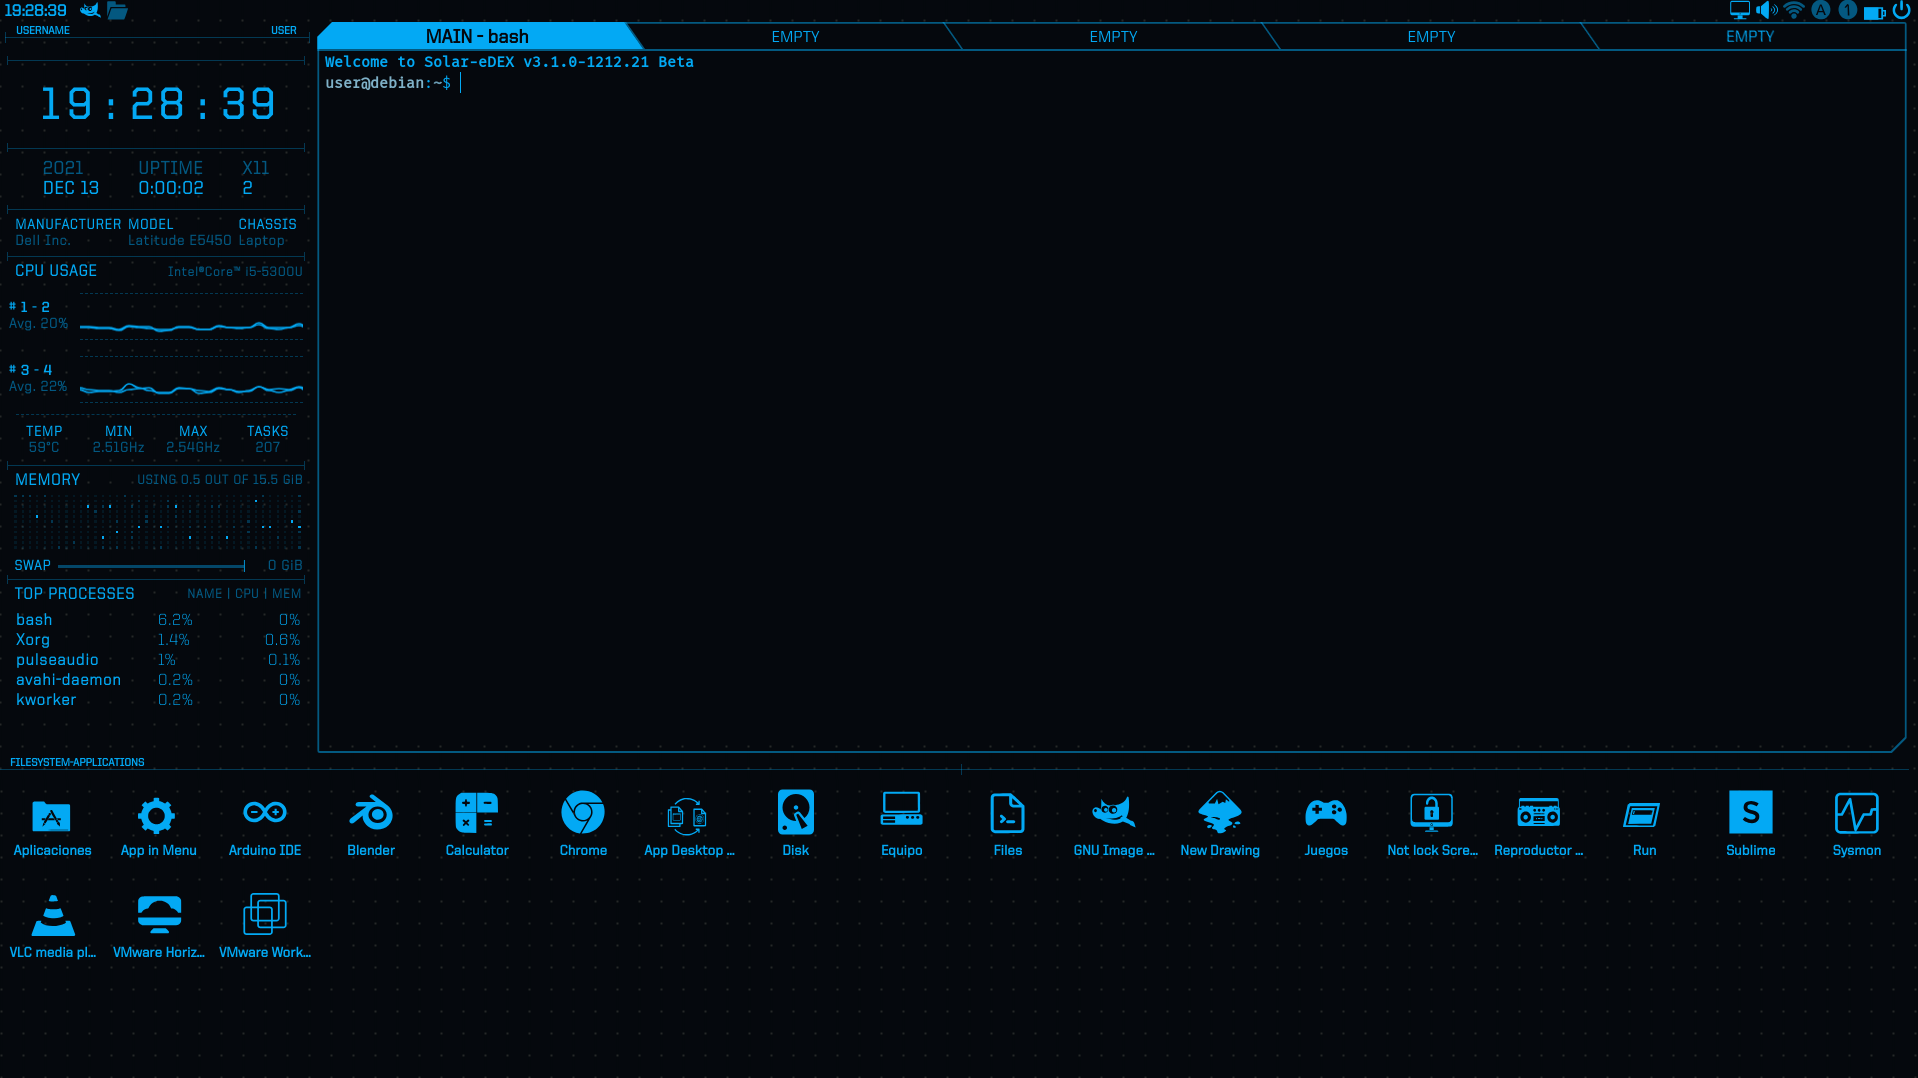 19:28:39
USERNAME USER
19:28:39
2021 UPTIME X11
DEC 13 0:00:02 2
MANUFACTURER MODEL CHASSIS
Dell Inc. Latitude E5450 Laptop
CPU USAGE Intel®Core™ i5-5300U
# 1 - 2
Avg. 20%
# 3 - 4
Avg. 22%
TEMP MIN MAX TASKS
59°C 2.51GHz 2.54GHz 207
MEMORY USING 0.5 OUT OF 15.5 GiB
SWAP 0 GiB
TOP PROCESSES NAME | CPU | MEM
bash 6.2% 0%
Xorg 1.4% 0.6%
pulseaudio 1% 0.1%
avahi-daemon 0.2% 0%
kworker 0.2% 0%
A 1
MAIN - bash EMPTY EMPTY EMPTY EMPTY
Welcome to Solar-eDEX v3.1.0-1212.21 Beta
user@debian:~$
FILESYSTEM-APPLICATIONS
Aplicaciones App in Menu Arduino IDE Blender Calculator Chrome App Desktop ... Disk Equipo Files GNU Image ... New Drawing Juegos Not lock Scre... Reproductor ... Run Sublime Sysmon
VLC media pl... VMware Horiz... VMware Work...